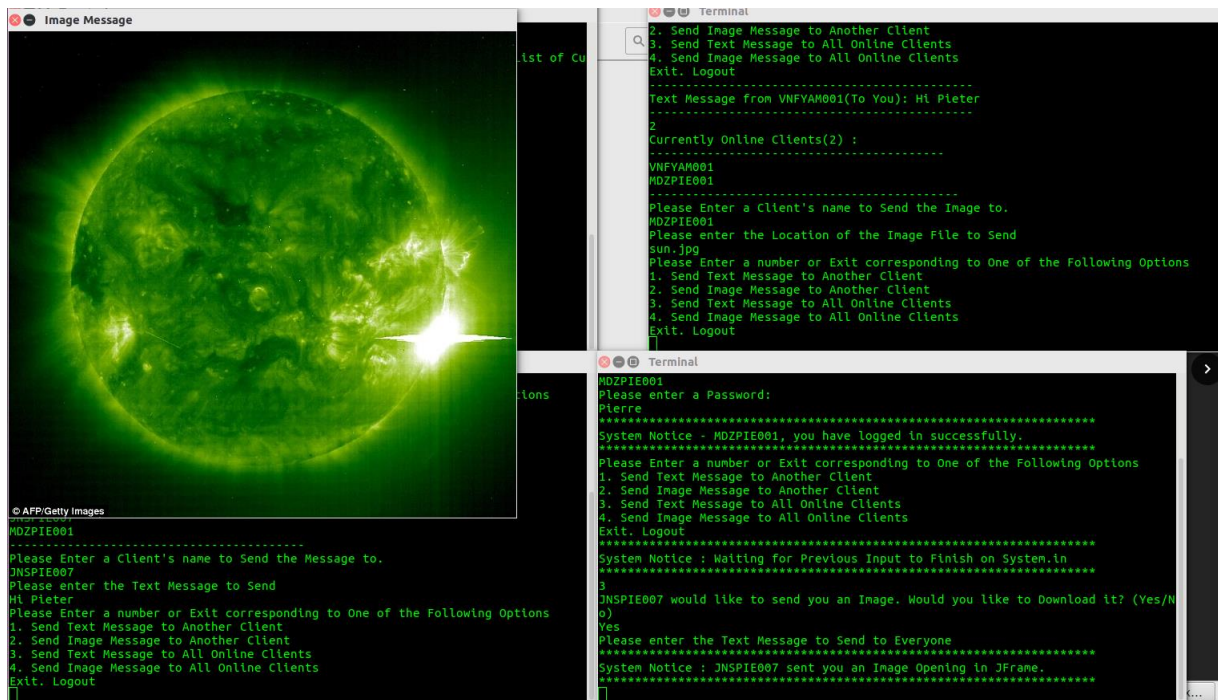 Image Message
© AFP/Getty Images
ist of Cu
Terminal
2. Send Image Message to Another Client
3. Send Text Message to All Online Clients
4. Send Image Message to All Online Clients
Exit. Logout
--------------------------------------------
Text Message from VNFYAM001(To You): Hi Pieter
--------------------------------------------
2
Currently Online Clients(2) :
----------------------------------------
VNFYAM001
MDZPIE001
------------------------------------------
Please Enter a Client's name to Send the Image to.
MDZPIE001
Please enter the Location of the Image File to Send
sun.jpg
Please Enter a number or Exit corresponding to One of the Following Options
1. Send Text Message to Another Client
2. Send Image Message to Another Client
3. Send Text Message to All Online Clients
4. Send Image Message to All Online Clients
Exit. Logout
tions
JNSPIE007
MDZPIE001
----------------------------------------
Please Enter a Client's name to Send the Message to.
JNSPIE007
Please enter the Text Message to Send
Hi Pieter
Please Enter a number or Exit corresponding to One of the Following Options
1. Send Text Message to Another Client
2. Send Image Message to Another Client
3. Send Text Message to All Online Clients
4. Send Image Message to All Online Clients
Exit. Logout
Terminal
MDZPIE001
Please enter a Password:
Pierre
********************************************************************
System Notice - MDZPIE001, you have logged in successfully.
********************************************************************
Please Enter a number or Exit corresponding to One of the Following Options
1. Send Text Message to Another Client
2. Send Image Message to Another Client
3. Send Text Message to All Online Clients
4. Send Image Message to All Online Clients
Exit. Logout
********************************************************************
System Notice : Waiting for Previous Input to Finish on System.in
********************************************************************
3
JNSPIE007 would like to send you an Image. Would you like to Download it? (Yes/N
o)
Yes
Please enter the Text Message to Send to Everyone
********************************************************************
System Notice : JNSPIE007 sent you an Image Opening in JFrame.
********************************************************************